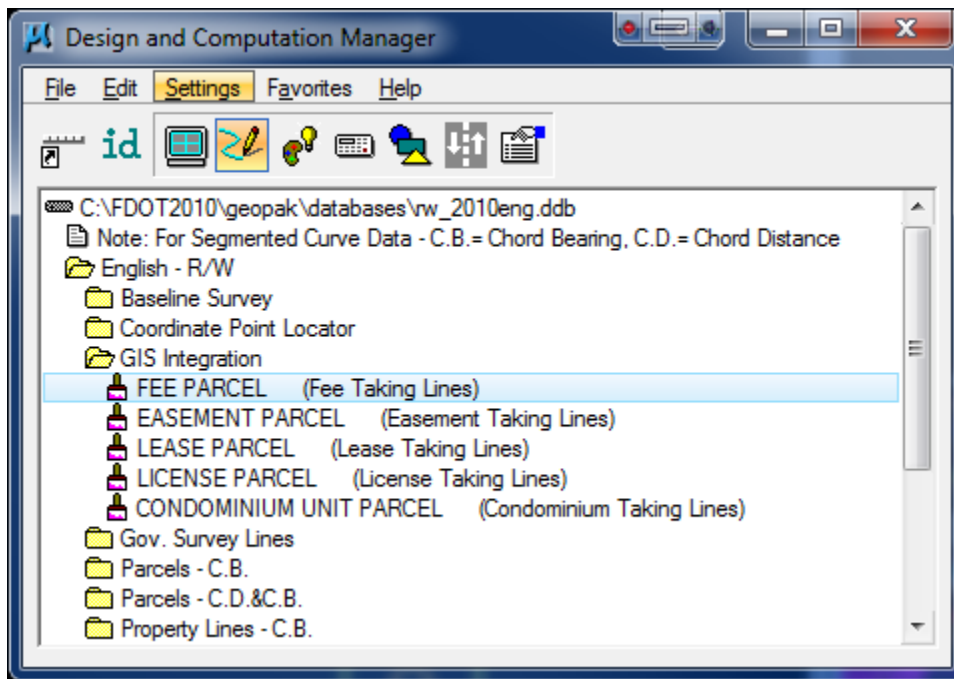 Design and Computation Manager
File Edit Settings Favorites Help
id
C:\FDOT2010\geopak\databases\rw_2010eng.ddb
Note: For Segmented Curve Data - C.B.= Chord Bearing, C.D.= Chord Distance
English - R/W
Baseline Survey
Coordinate Point Locator
GIS Integration
FEE PARCEL (Fee Taking Lines)
EASEMENT PARCEL (Easement Taking Lines)
LEASE PARCEL (Lease Taking Lines)
LICENSE PARCEL (License Taking Lines)
CONDOMINIUM UNIT PARCEL (Condominium Taking Lines)
Gov. Survey Lines
Parcels - C.B.
Parcels - C.D.&C.B.
Property Lines - C.B.